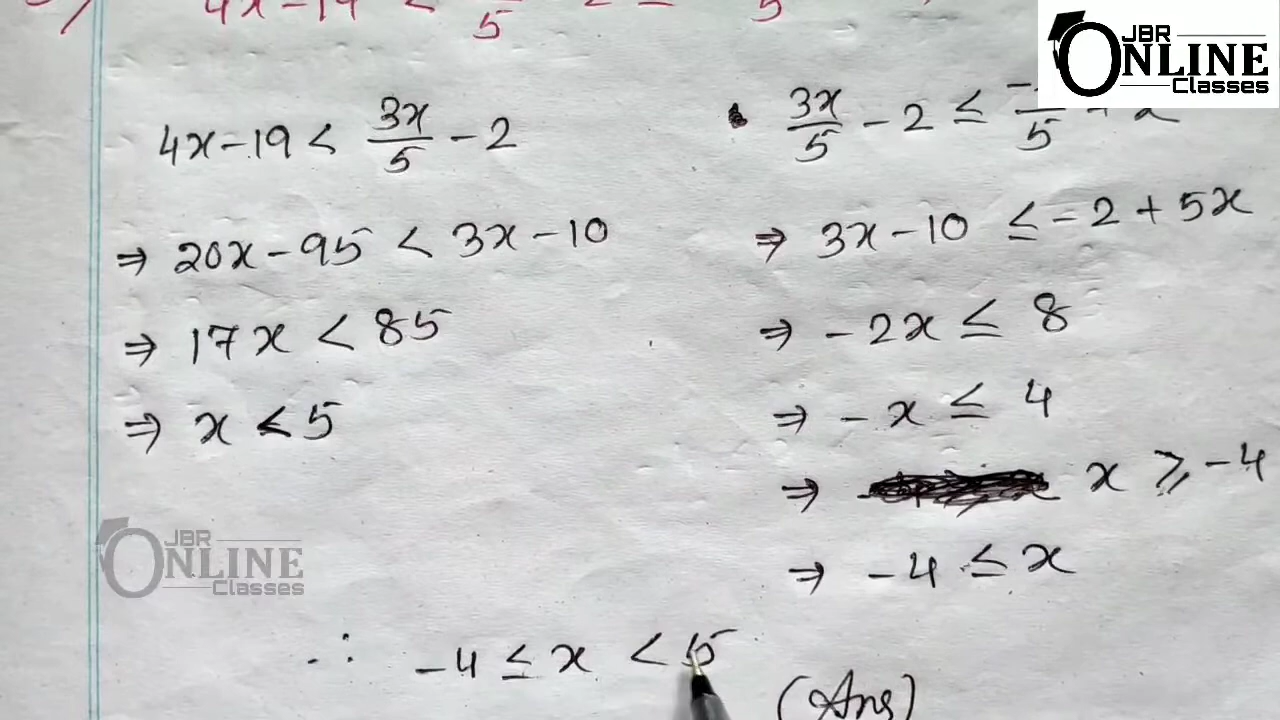 4x-19 < 3x/5 - 2
⇒ 20x-95 < 3x-10
⇒ 17x < 85
⇒ x < 5
3x/5 - 2 ≤
⇒ 3x-10 ≤ -2+5x
⇒ -2x ≤ 8
⇒ -x ≤ 4
⇒ x ≥ -4
⇒ -4 ≤ x
∴ -4 ≤ x < 5
(Ans)
JBR
ONLINE
Classes
JBR
ONLINE
Classes